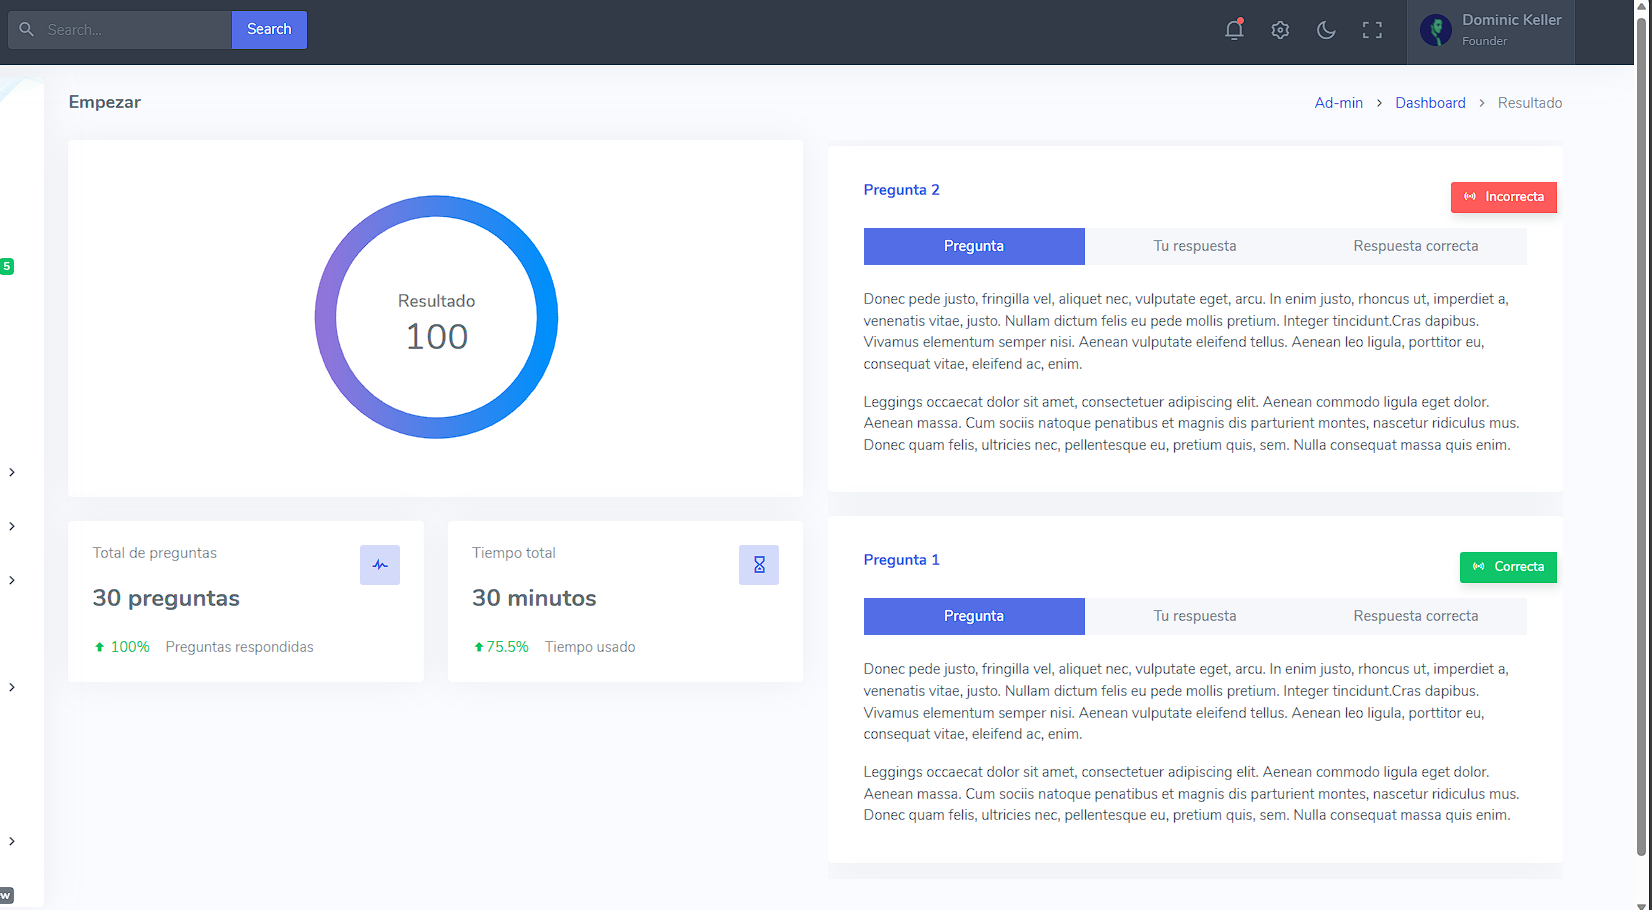 Search...
Search
Dominic Keller
Founder
Empezar
Ad-min > Dashboard > Resultado
5
Resultado
100
Total de preguntas
30 preguntas
100% Preguntas respondidas
Tiempo total
30 minutos
75.5% Tiempo usado
Pregunta 2
Incorrecta
Pregunta
Tu respuesta
Respuesta correcta
Donec pede justo, fringilla vel, aliquet nec, vulputate eget, arcu. In enim justo, rhoncus ut, imperdiet a,
venenatis vitae, justo. Nullam dictum felis eu pede mollis pretium. Integer tincidunt.Cras dapibus.
Vivamus elementum semper nisi. Aenean vulputate eleifend tellus. Aenean leo ligula, porttitor eu,
consequat vitae, eleifend ac, enim.
Leggings occaecat dolor sit amet, consectetuer adipiscing elit. Aenean commodo ligula eget dolor.
Aenean massa. Cum sociis natoque penatibus et magnis dis parturient montes, nascetur ridiculus mus.
Donec quam felis, ultricies nec, pellentesque eu, pretium quis, sem. Nulla consequat massa quis enim.
Pregunta 1
Correcta
Pregunta
Tu respuesta
Respuesta correcta
Donec pede justo, fringilla vel, aliquet nec, vulputate eget, arcu. In enim justo, rhoncus ut, imperdiet a,
venenatis vitae, justo. Nullam dictum felis eu pede mollis pretium. Integer tincidunt.Cras dapibus.
Vivamus elementum semper nisi. Aenean vulputate eleifend tellus. Aenean leo ligula, porttitor eu,
consequat vitae, eleifend ac, enim.
Leggings occaecat dolor sit amet, consectetuer adipiscing elit. Aenean commodo ligula eget dolor.
Aenean massa. Cum sociis natoque penatibus et magnis dis parturient montes, nascetur ridiculus mus.
Donec quam felis, ultricies nec, pellentesque eu, pretium quis, sem. Nulla consequat massa quis enim.